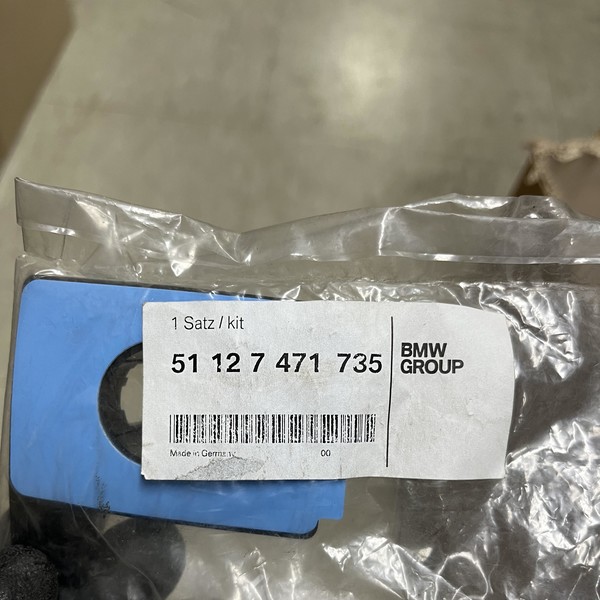 1 Satz / kit
51 12 7 471 735
BMW
GROUP
Made in Germany
00